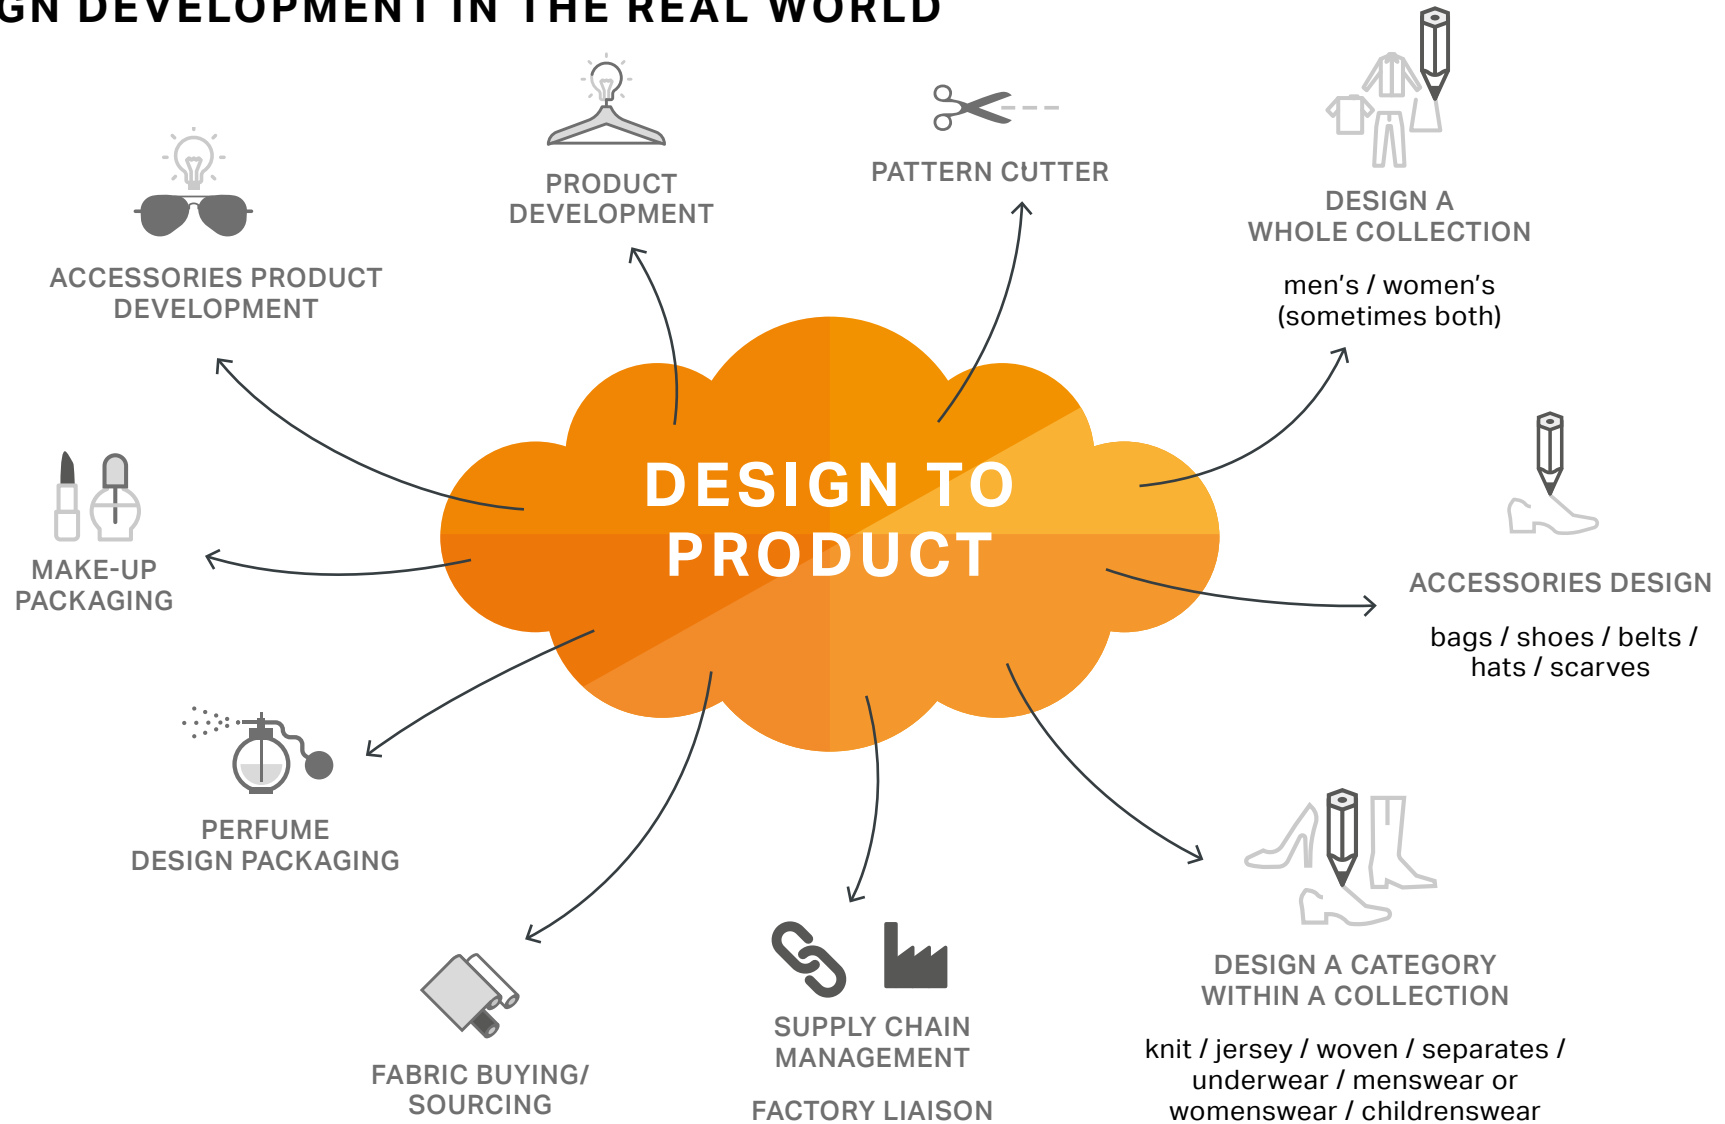 GN DEVELOPMENT IN THE REAL WORLD
PRODUCT
DEVELOPMENT
PATTERN CUTTER
DESIGN A
WHOLE COLLECTION
men's / women's
(sometimes both)
ACCESSORIES PRODUCT
DEVELOPMENT
DESIGN TO
PRODUCT
MAKE-UP
PACKAGING
ACCESSORIES DESIGN
bags / shoes / belts /
hats / scarves
PERFUME
DESIGN PACKAGING
DESIGN A CATEGORY
WITHIN A COLLECTION
knit / jersey / woven / separates /
underwear / menswear or
womenswear / childrenswear
SUPPLY CHAIN
MANAGEMENT
FACTORY LIAISON
FABRIC BUYING/
SOURCING